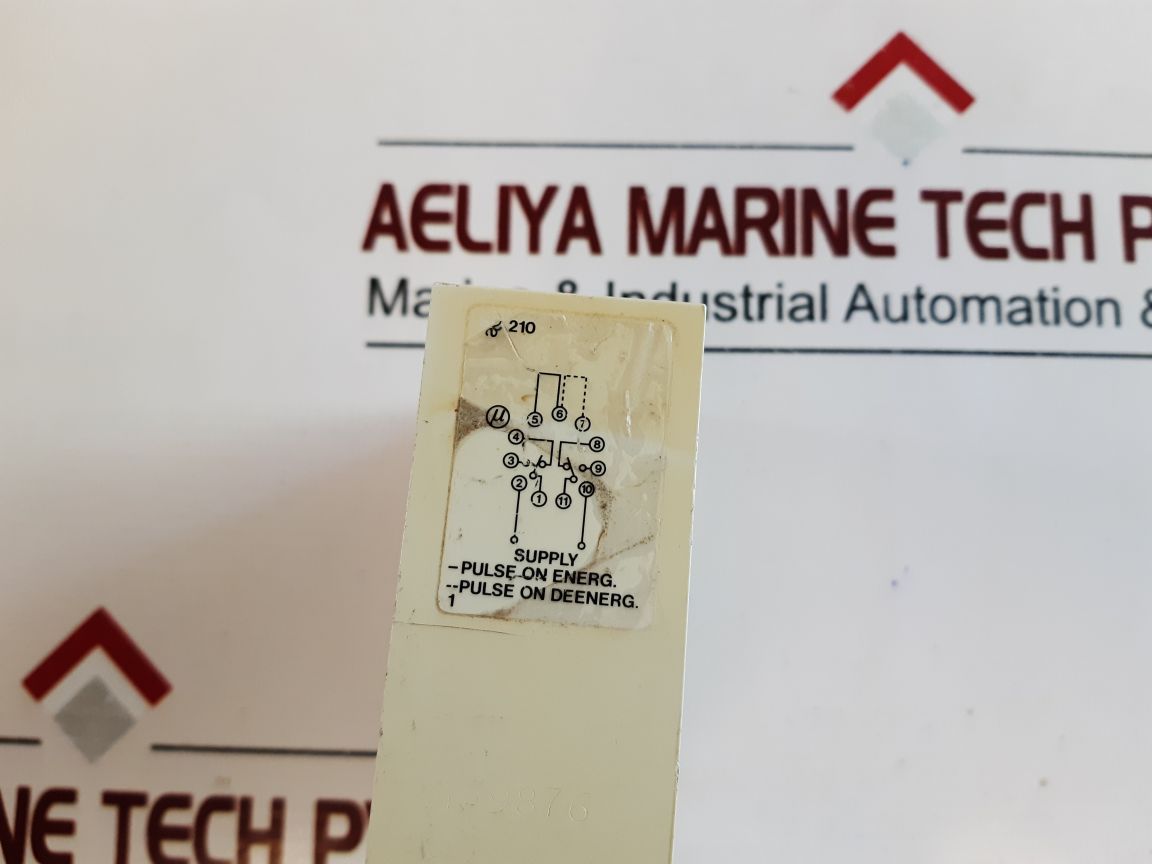 AELIYA MARINE TECH P
Ma & Industrial Automation &
210
μ 5 6 7
4 8
3 9
2 10
1 11
SUPPLY
–PULSE ON ENERG.
--PULSE ON DEENERG.
1
876
NE TECH P